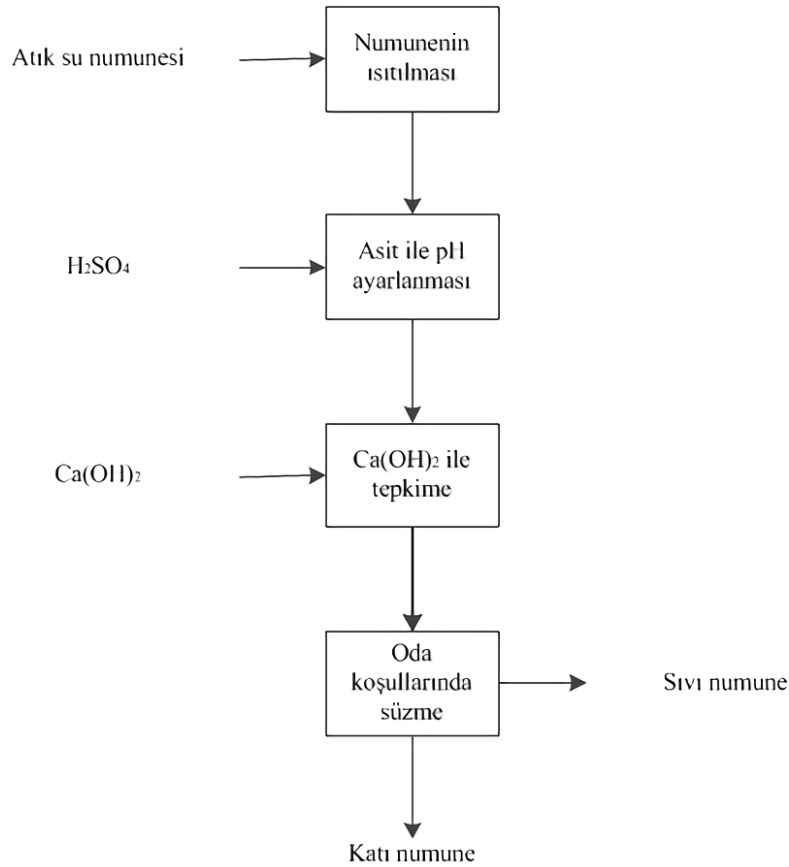 Atık su numunesi
Numunenin
ısıtılması
H₂SO₄
Asit ile pH
ayarlanması
Ca(OH)₂
Ca(OH)₂ ile
tepkime
Oda
koşullarında
süzme
Sıvı numune
Katı numune